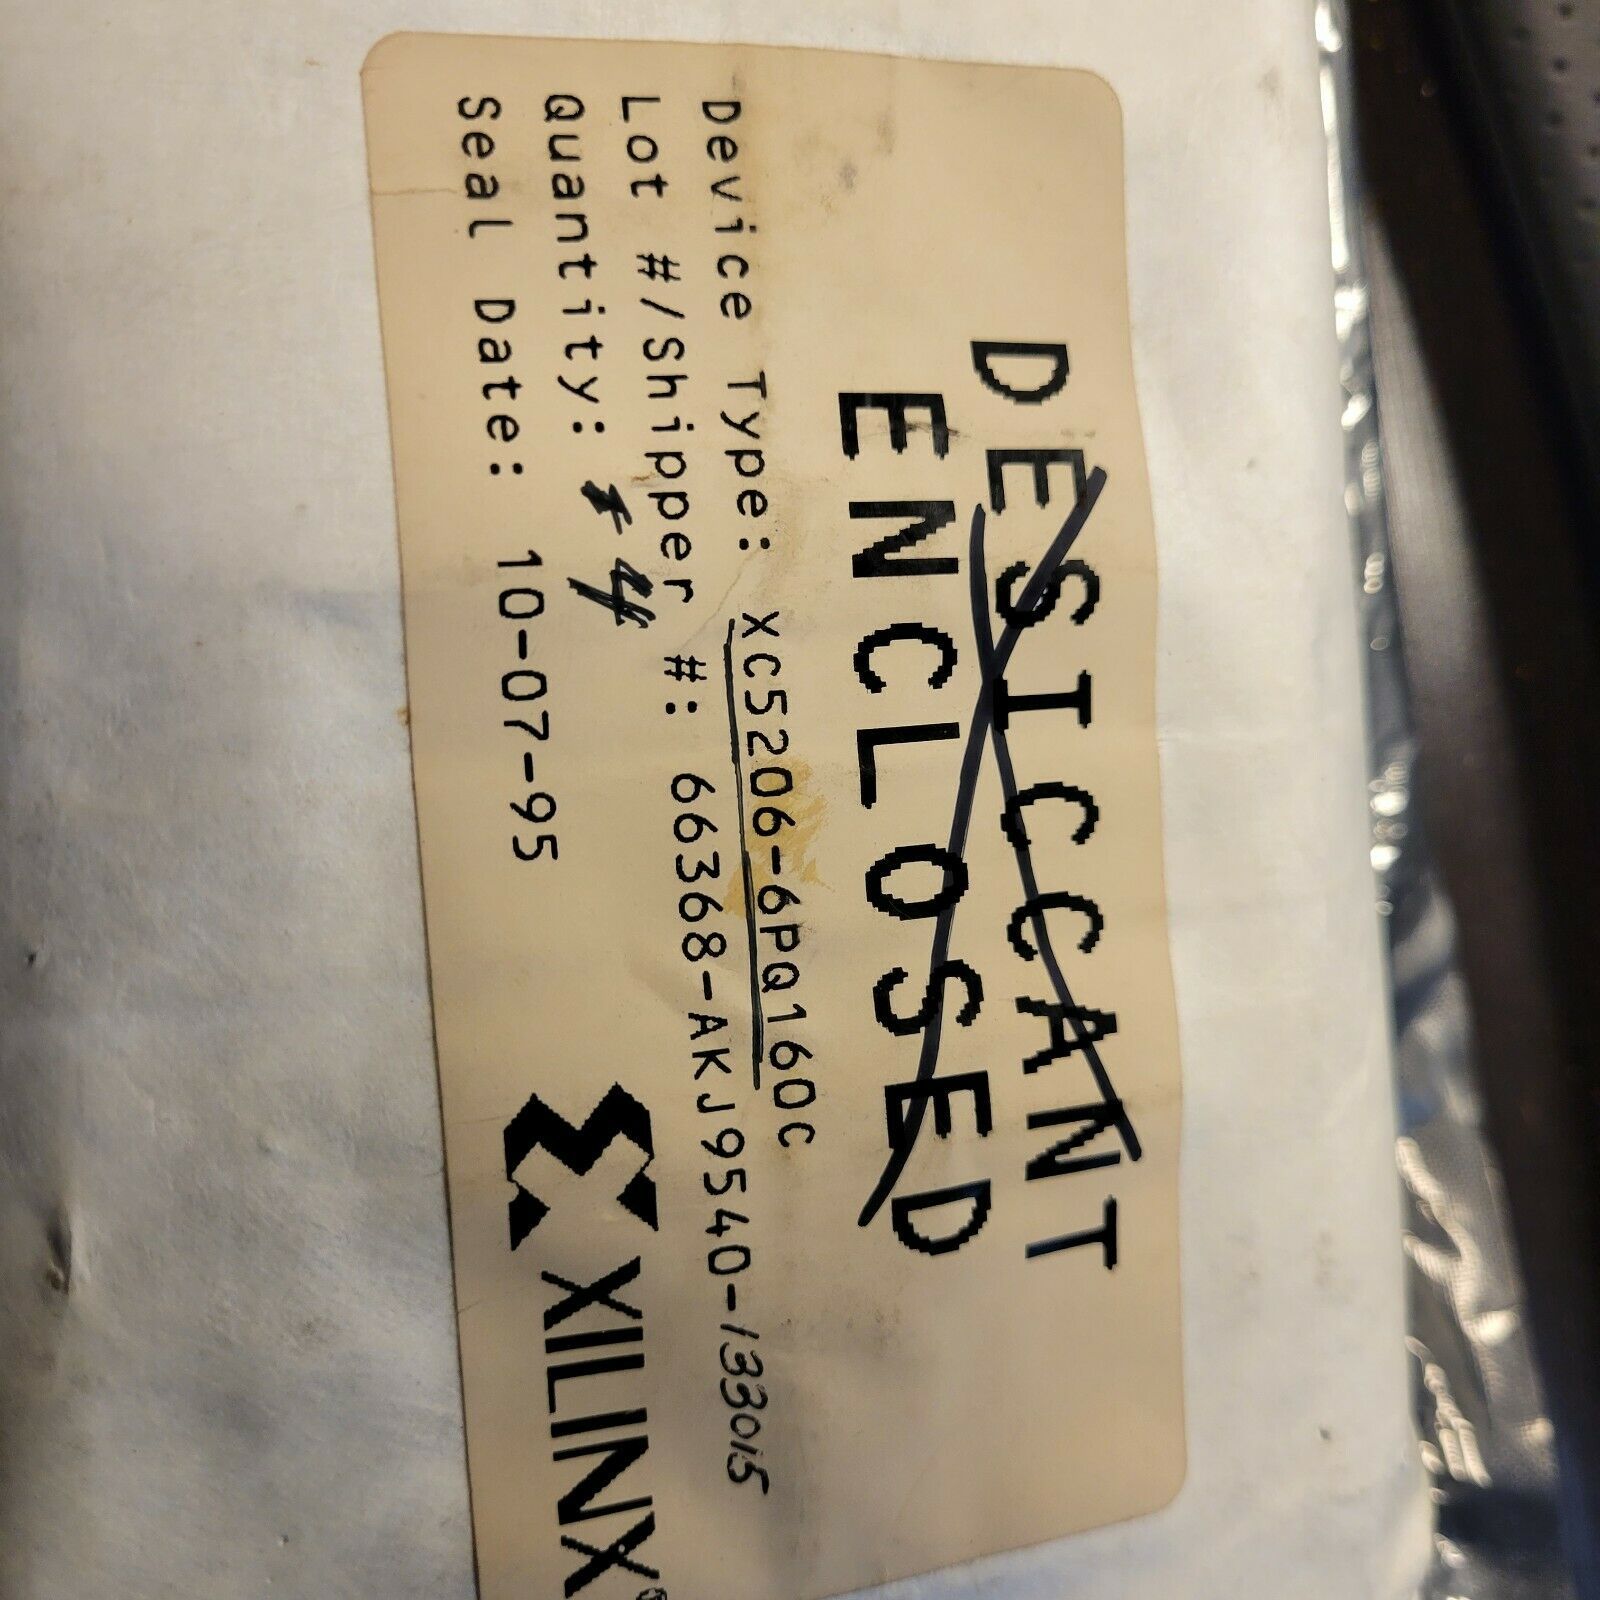 DESICCANT
ENCLOSED
Device Type: XC5206-6PQ160C
Lot #/Shipper #: 66368-AKJ9540-133015
Quantity: 4
Seal Date: 10-07-95
XILINX®